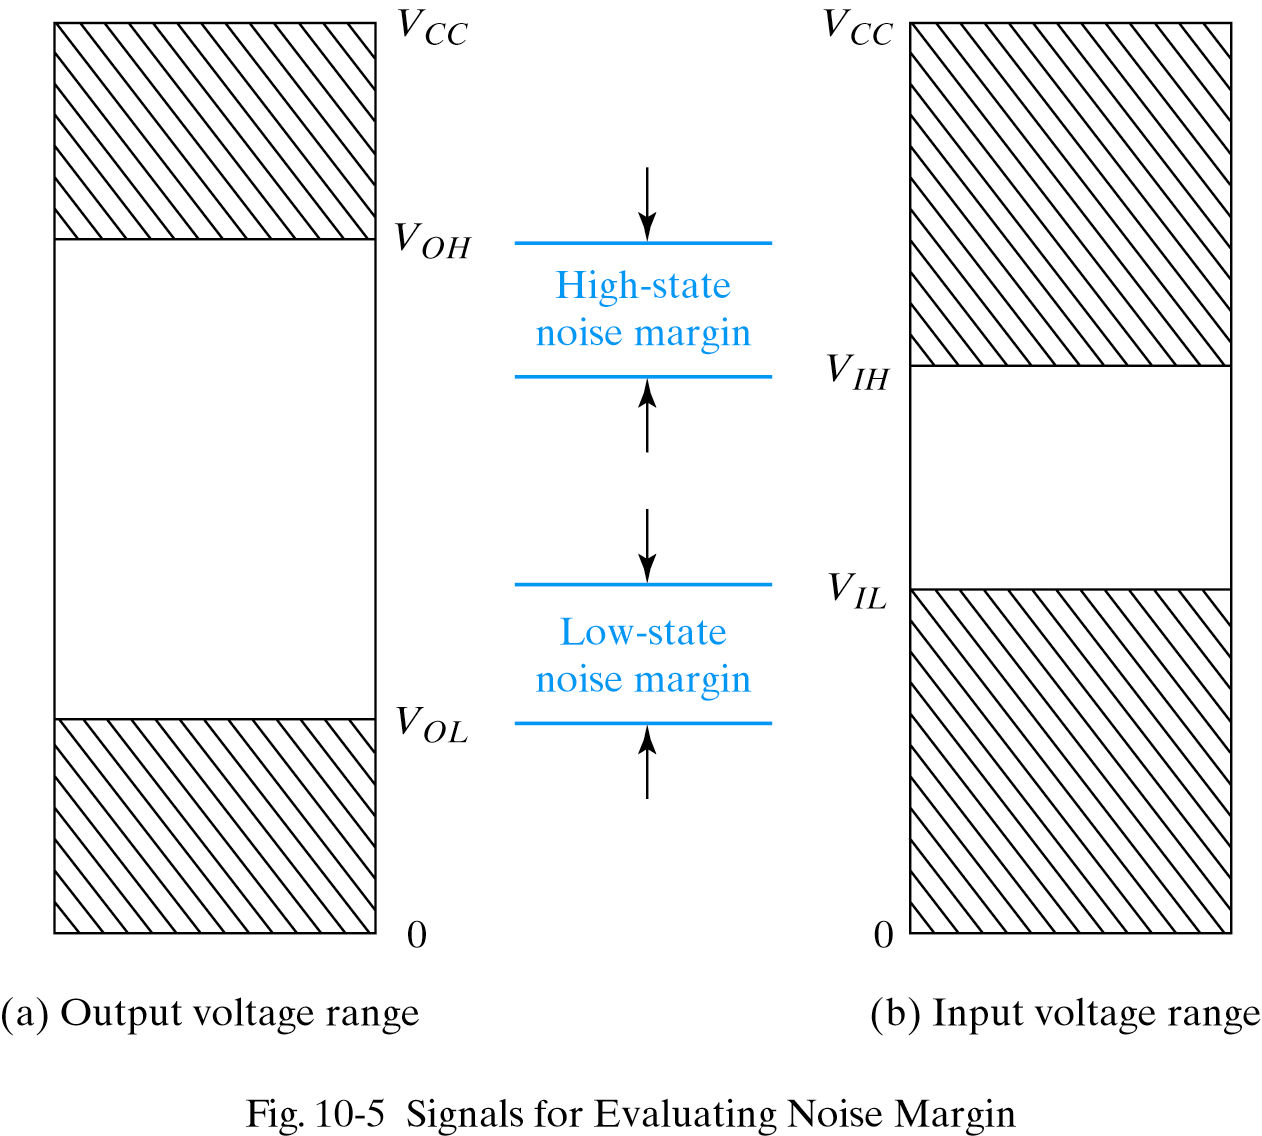 V_CC
V_OH
V_OL
0
High-state
noise margin
Low-state
noise margin
V_CC
V_IH
V_IL
0
(a) Output voltage range
(b) Input voltage range
Fig. 10-5 Signals for Evaluating Noise Margin